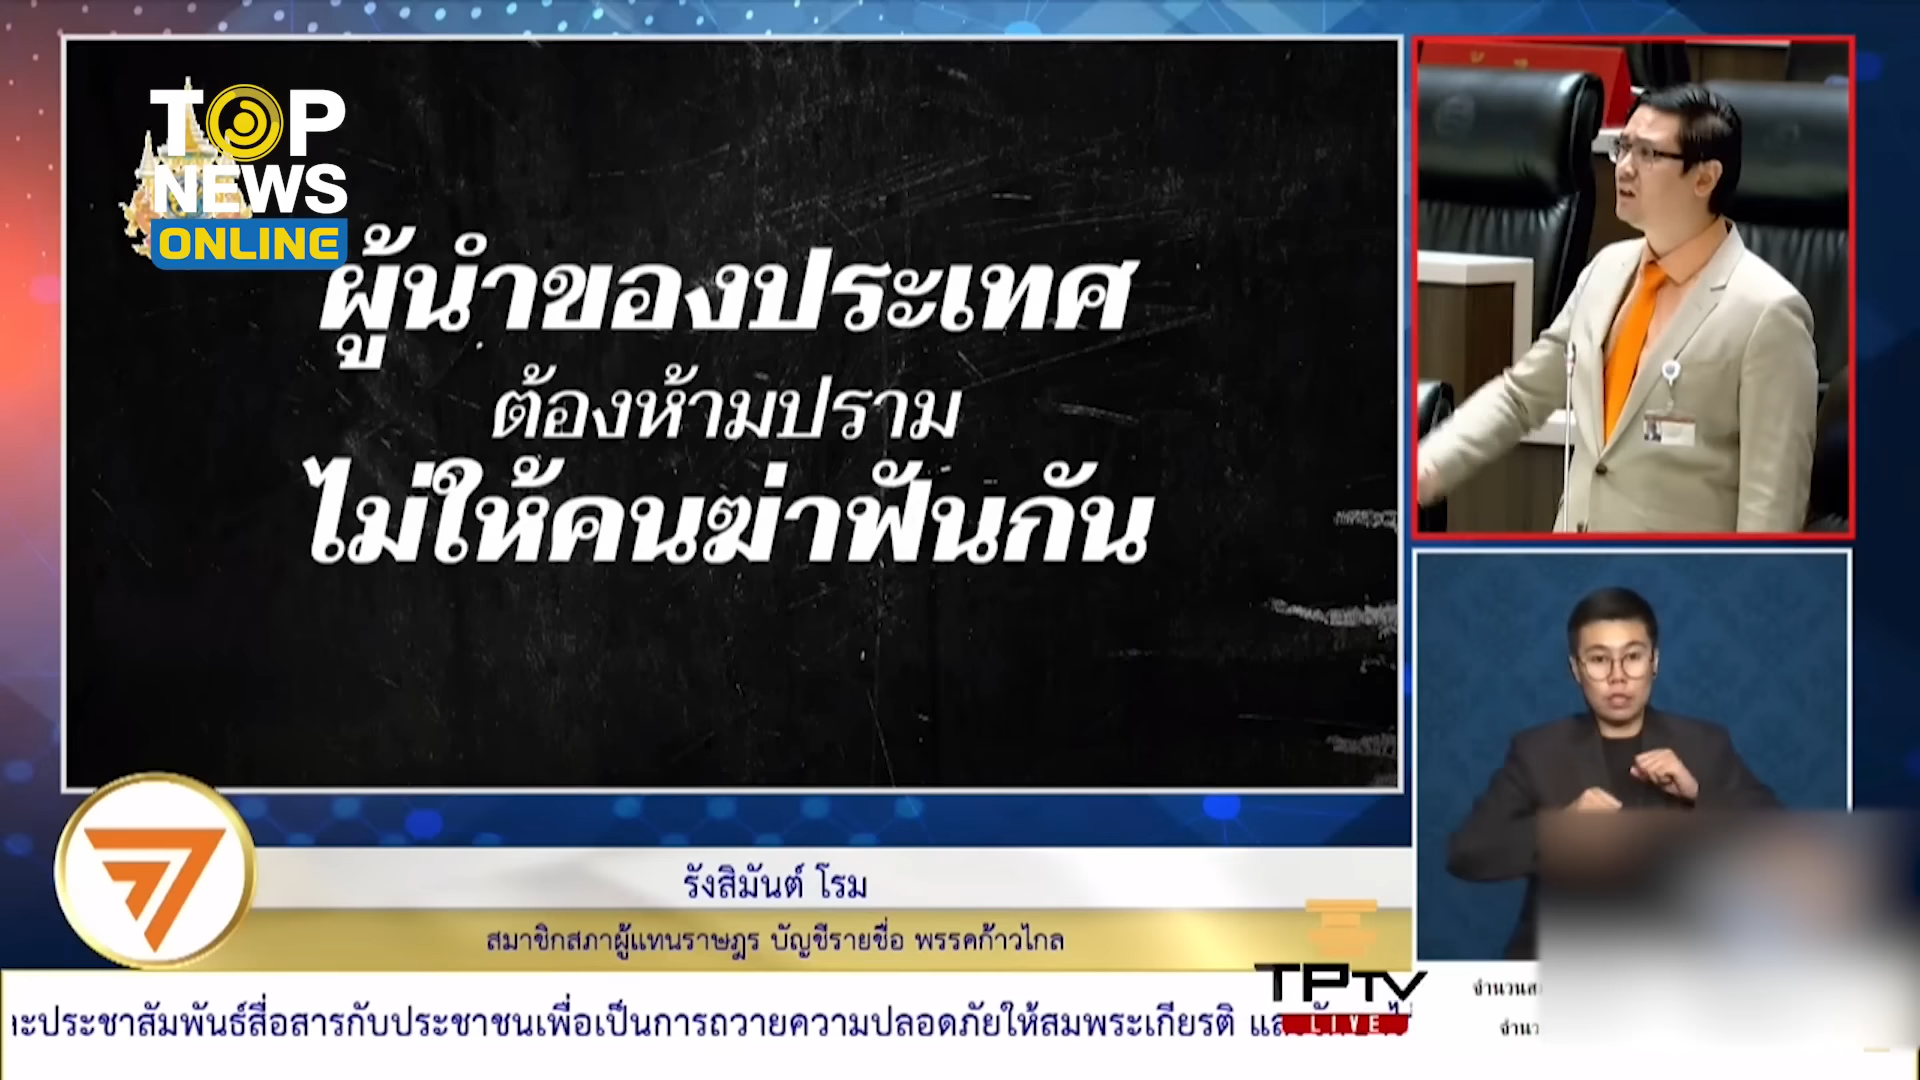 TOP
NEWS
ONLINE
ผู้นำของประเทศ
ต้องห้ามปราม
ไม่ให้คนฆ่าฟันกัน
รังสิมันต์ โรม
สมาชิกสภาผู้แทนราษฎร บัญชีรายชื่อ พรรคก้าวไกล
TPTV
LIVE
ประชาสัมพันธ์สื่อสารกับประชาชนเพื่อเป็นการถวายความปลอดภัยให้สมพระเกียรติ